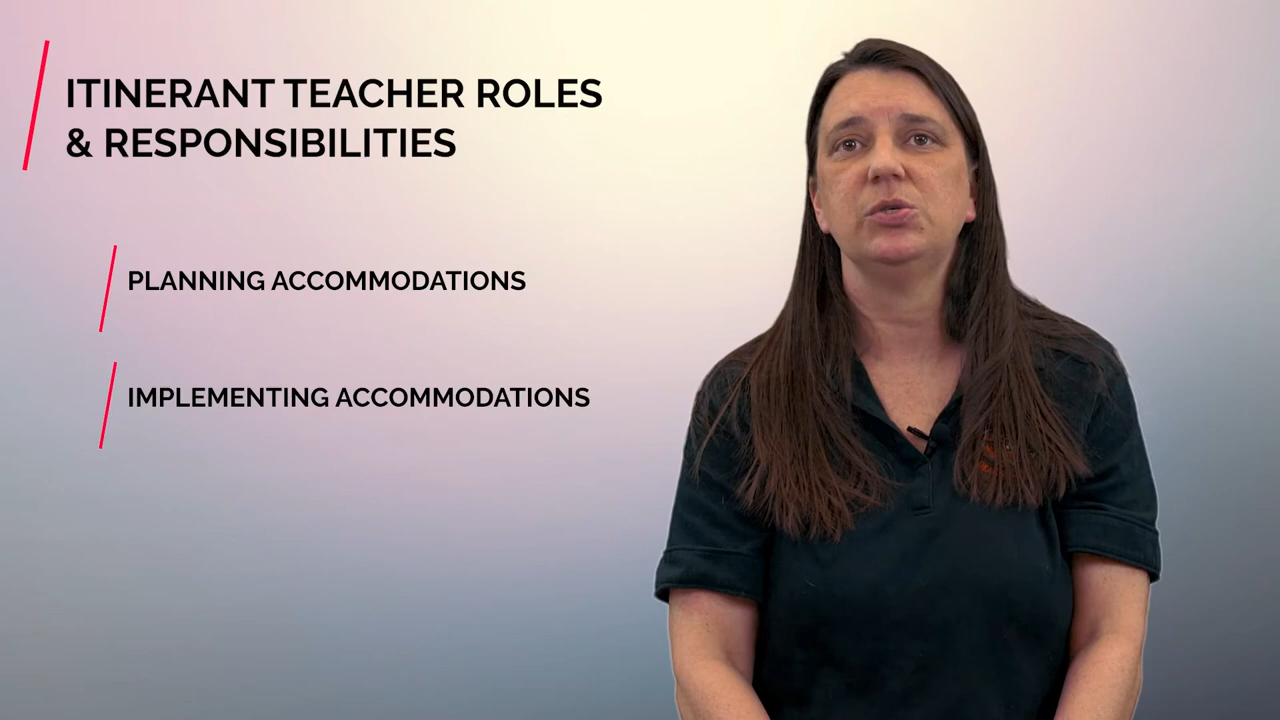 ITINERANT TEACHER ROLES
& RESPONSIBILITIES
PLANNING ACCOMMODATIONS
IMPLEMENTING ACCOMMODATIONS